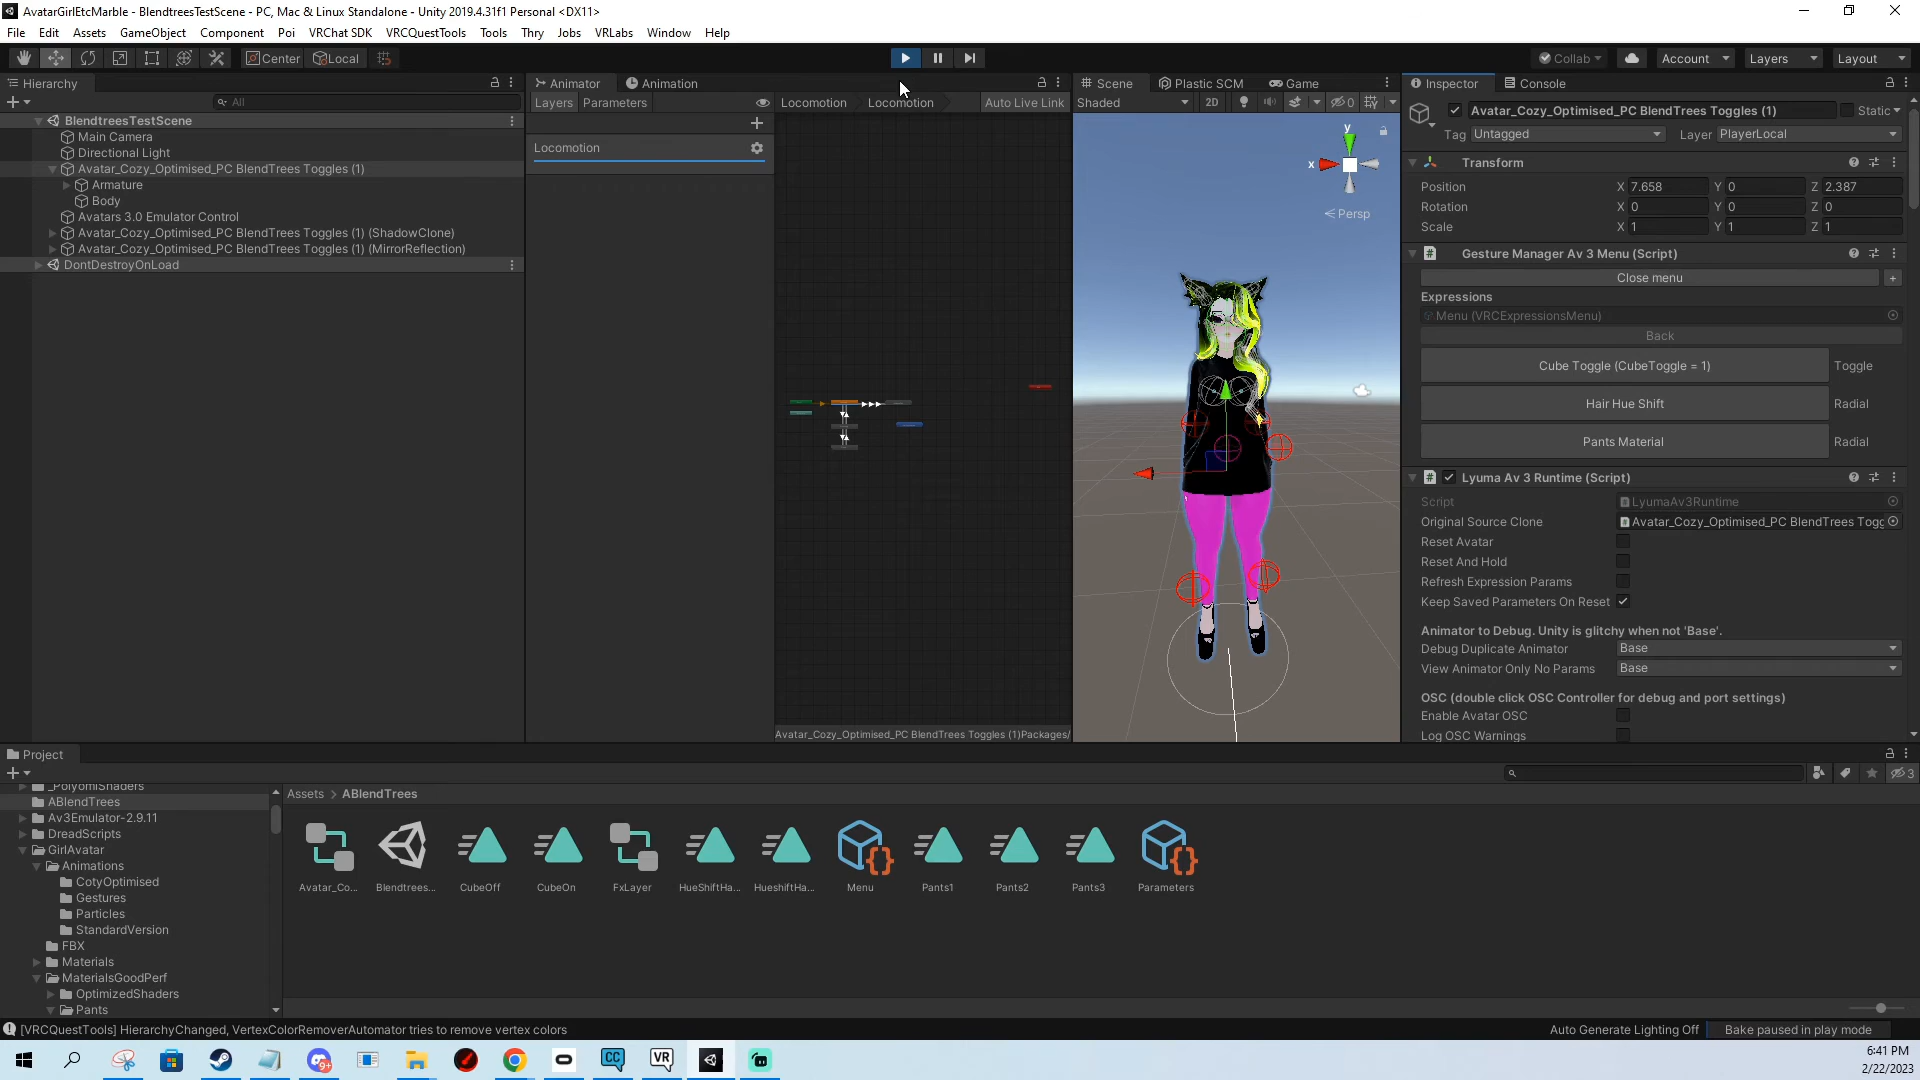 AvatarGirlEtcMarble - BlendtreesTestScene - PC, Mac & Linux Standalone - Unity 2019.4.31f1 Personal <DX11>
File Edit Assets GameObject Component Poi VRChat SDK VRCQuestTools Tools Thry Jobs VRLabs Window Help
Center Local Collab Account Layers Layout
Hierarchy
All
BlendtreesTestScene
Main Camera
Directional Light
Avatar_Cozy_Optimised_PC BlendTrees Toggles (1)
Armature
Body
Avatars 3.0 Emulator Control
Avatar_Cozy_Optimised_PC BlendTrees Toggles (1) (ShadowClone)
Avatar_Cozy_Optimised_PC BlendTrees Toggles (1) (MirrorReflection)
DontDestroyOnLoad
Animator Animation
Layers Parameters Locomotion Locomotion Auto Live Link
Locomotion
Avatar_Cozy_Optimised_PC BlendTrees Toggles (1)Packages/
Scene Plastic SCM Game
Shaded 2D 0
y
x
Persp
Inspector Console
Avatar_Cozy_Optimised_PC BlendTrees Toggles (1) Static
Tag Untagged Layer PlayerLocal
Transform
Position X 7.658 Y 0 Z 2.387
Rotation X 0 Y 0 Z 0
Scale X 1 Y 1 Z 1
Gesture Manager Av 3 Menu (Script)
Close menu +
Expressions
Menu (VRCExpressionsMenu)
Back
Cube Toggle (CubeToggle = 1) Toggle
Hair Hue Shift Radial
Pants Material Radial
Lyuma Av 3 Runtime (Script)
Script LyumaAv3Runtime
Original Source Clone Avatar_Cozy_Optimised_PC BlendTrees Togg
Reset Avatar
Reset And Hold
Refresh Expression Params
Keep Saved Parameters On Reset
Animator to Debug. Unity is glitchy when not 'Base'.
Debug Duplicate Animator Base
View Animator Only No Params Base
OSC (double click OSC Controller for debug and port settings)
Enable Avatar OSC
Log OSC Warnings
Project
3
_PolyomiShaders
ABlendTrees
Av3Emulator-2.9.11
DreadScripts
GirlAvatar
Animations
CotyOptimised
Gestures
Particles
StandardVersion
FBX
Materials
MaterialsGoodPerf
OptimizedShaders
Pants
Assets > ABlendTrees
Avatar_Co... Blendtrees... CubeOff CubeOn FxLayer HueShiftHa... HueshiftHa... Menu Pants1 Pants2 Pants3 Parameters
[VRCQuestTools] HierarchyChanged, VertexColorRemoverAutomator tries to remove vertex colors
Auto Generate Lighting Off Bake paused in play mode
9+
CC
VR
6:41 PM
2/22/2023